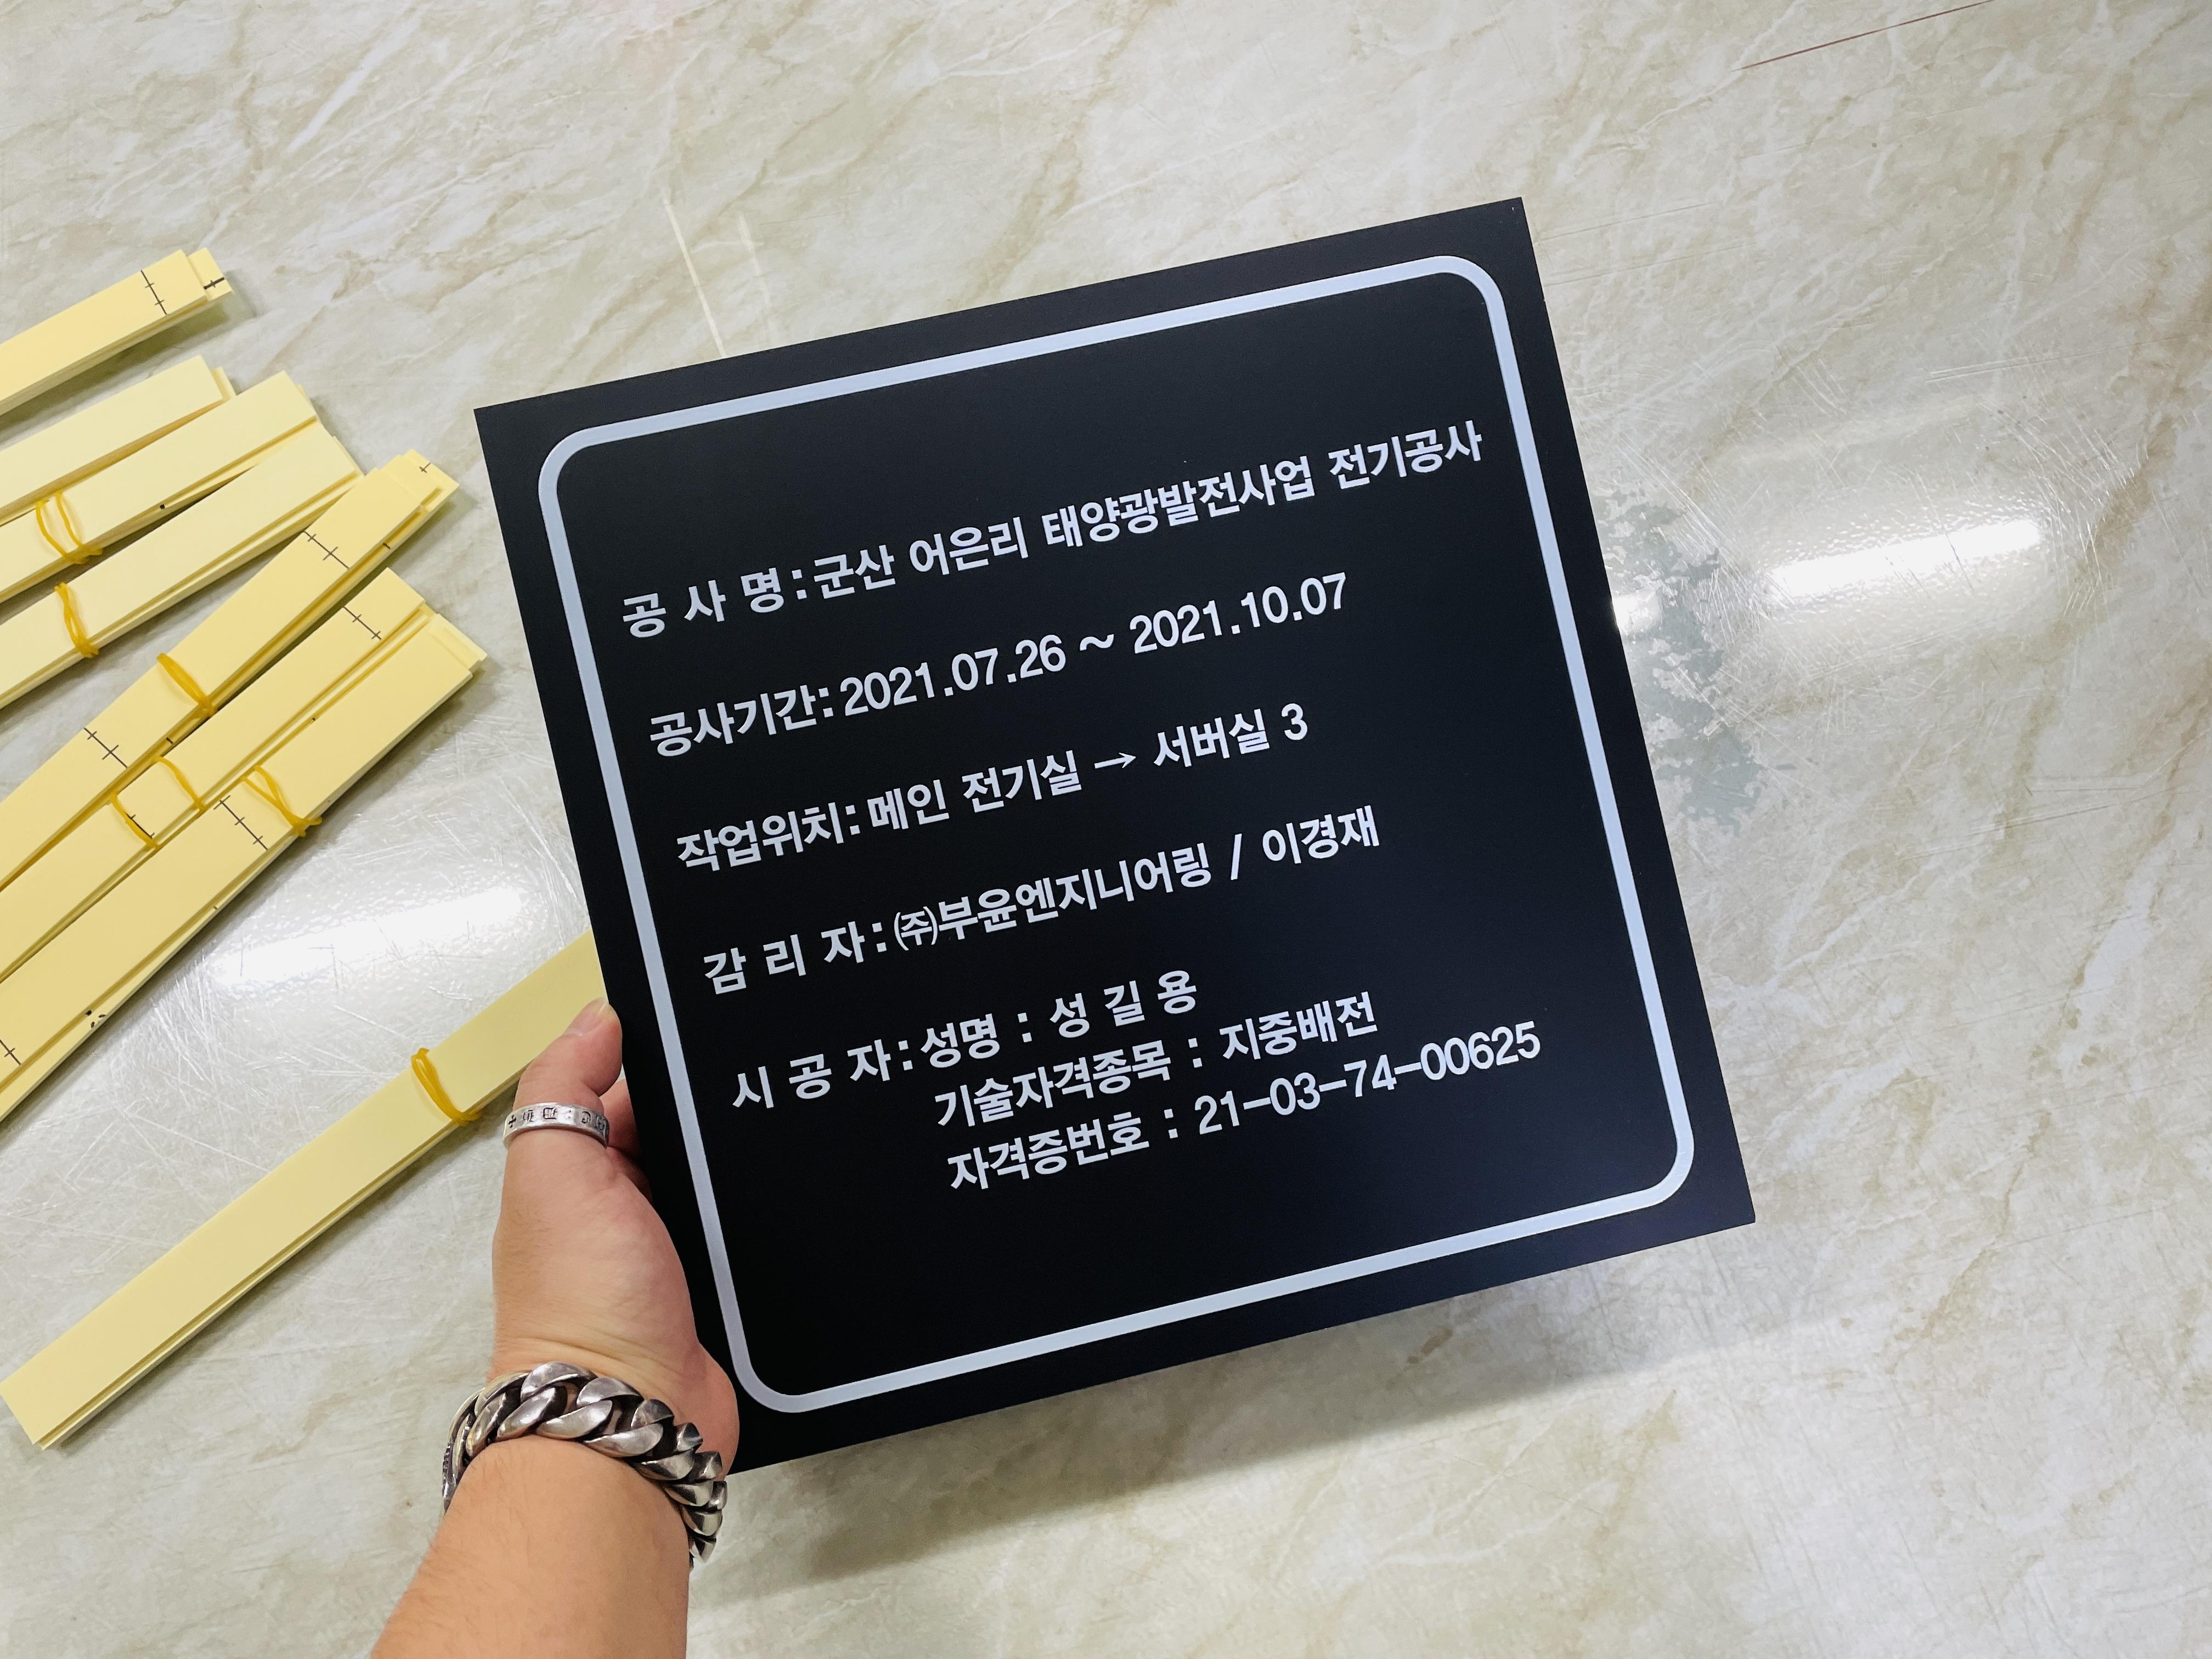 공 사 명 : 군산 어은리 태양광발전사업 전기공사
공사기간 : 2021.07.26 ~ 2021.10.07
작업위치 : 메인 전기실 → 서버실 3
감 리 자 : ㈜부윤엔지니어링 / 이경재
시 공 자 : 성명 : 성 길 용
기술자격종목 : 지중배전
자격증번호 : 21-03-74-00625